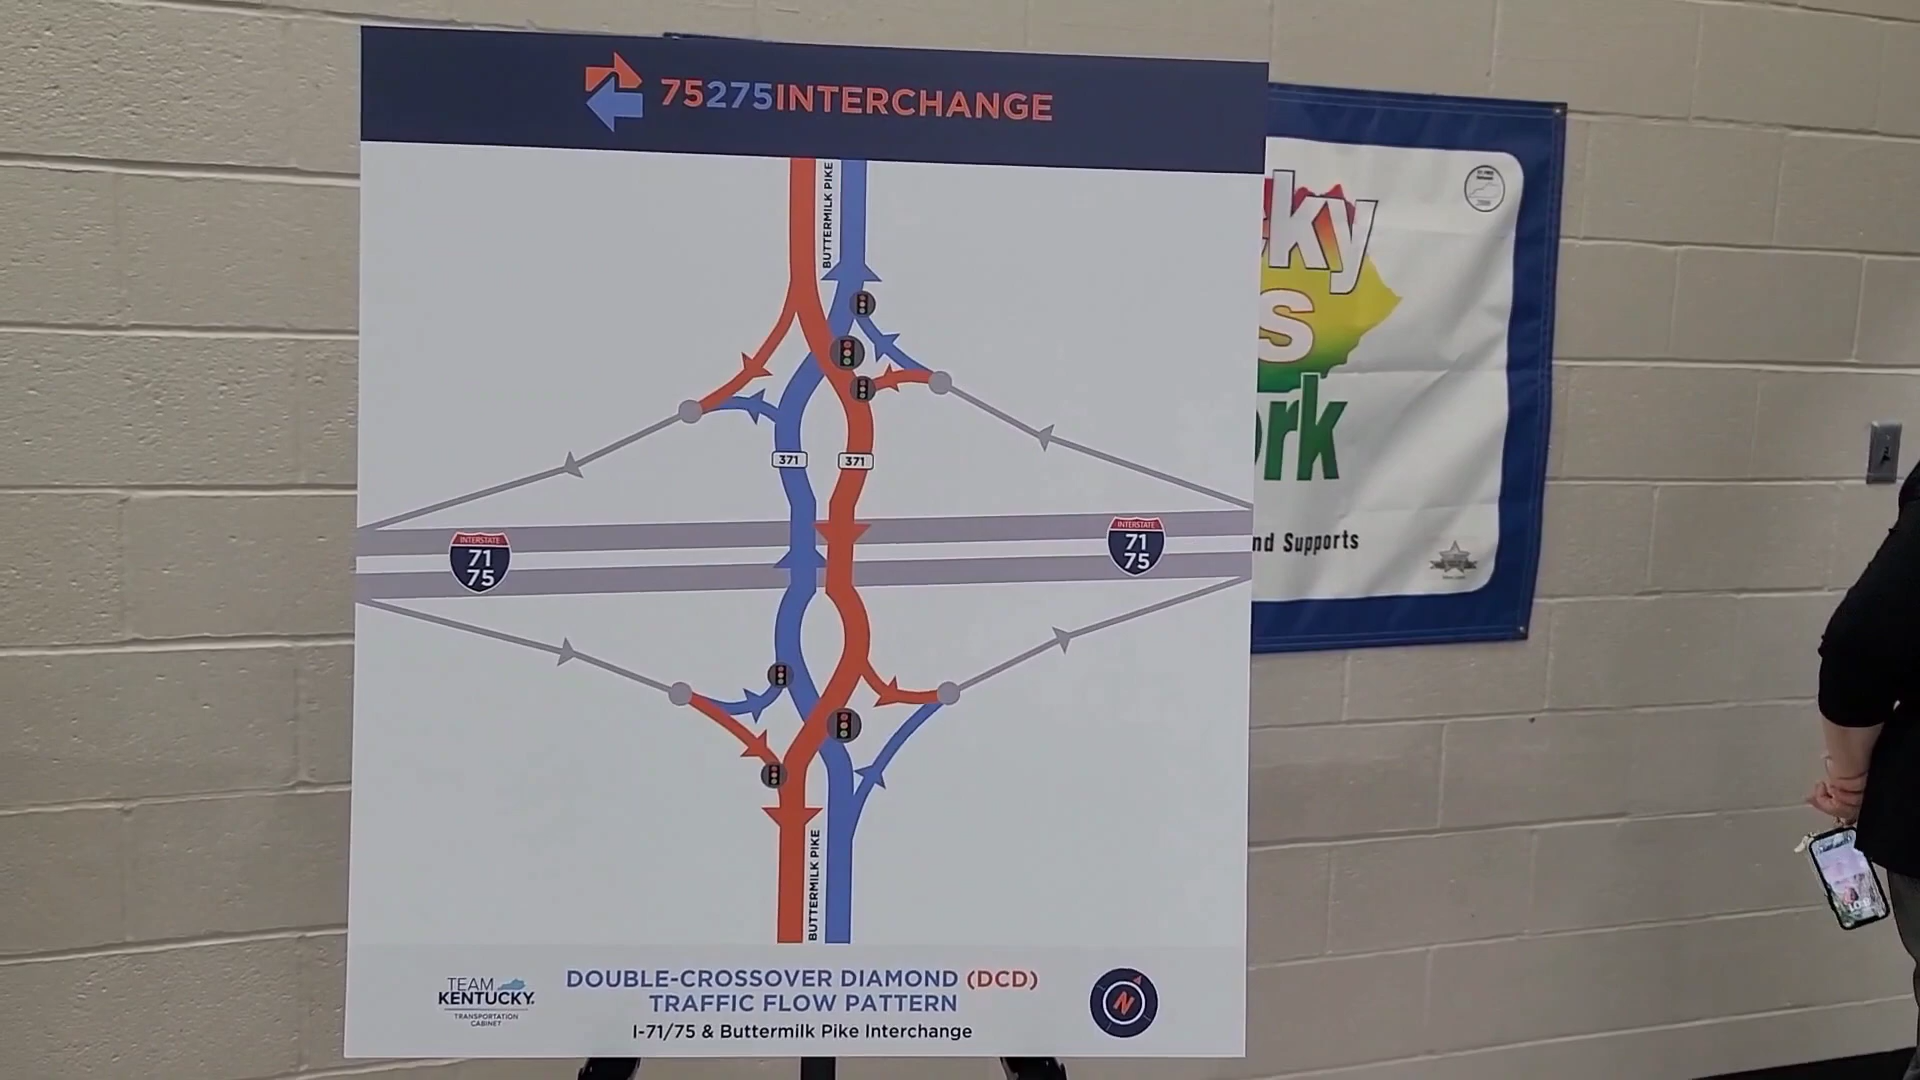 75275INTERCHANGE
BUTTERMILK PIKE
371
371
INTERSTATE
71
75
INTERSTATE
71
75
BUTTERMILK PIKE
TEAM
KENTUCKY
TRANSPORTATION
CABINET
DOUBLE-CROSSOVER DIAMOND (DCD)
TRAFFIC FLOW PATTERN
I-71/75 & Buttermilk Pike Interchange
N
cky
s
ork
nd Supports